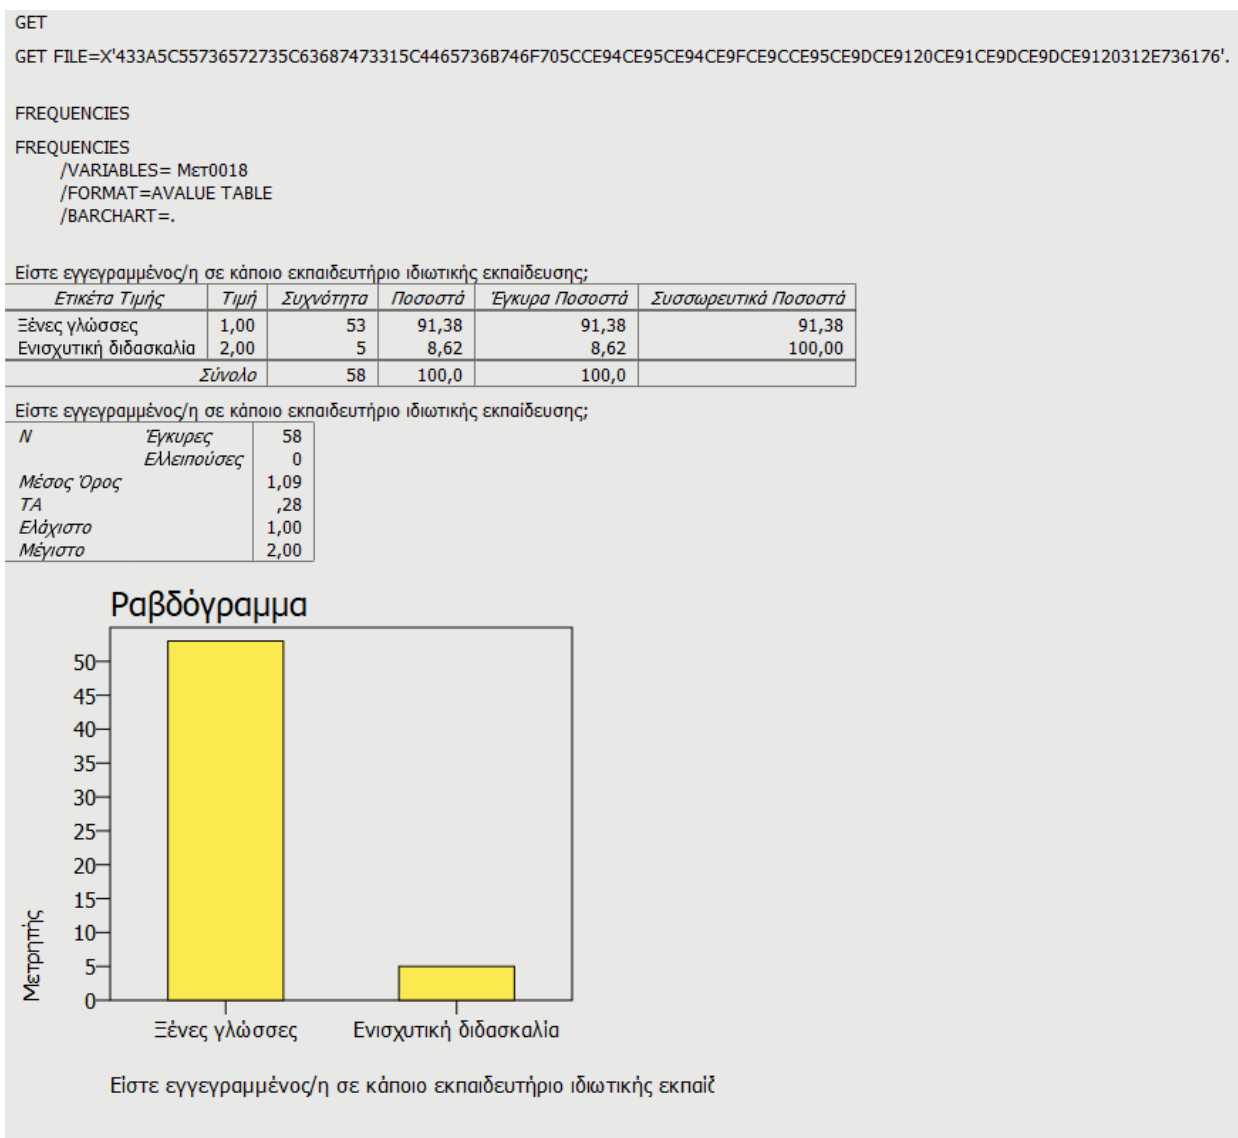 GET
GET FILE=X'433A5C55736572735C63687473315C4465736B746F705CCE94CE95CE94CE9FCE9CCE95CE9DCE9120CE91CE9DCE9DCE9120312E736176'.
FREQUENCIES
FREQUENCIES
/VARIABLES= Μετ0018
/FORMAT=AVALUE TABLE
/BARCHART=.
Είστε εγγεγραμμένος/η σε κάποιο εκπαιδευτήριο ιδιωτικής εκπαίδευσης;
Ετικέτα Τιμής Τιμή Συχνότητα Ποσοστά Έγκυρα Ποσοστά Συσσωρευτικά Ποσοστά
Ξένες γλώσσες 1,00 53 91,38 91,38 91,38
Ενισχυτική διδασκαλία 2,00 5 8,62 8,62 100,00
Σύνολο 58 100,0 100,0
Είστε εγγεγραμμένος/η σε κάποιο εκπαιδευτήριο ιδιωτικής εκπαίδευσης;
N Έγκυρες 58
Ελλειπούσες 0
Μέσος Όρος 1,09
ΤΑ ,28
Ελάχιστο 1,00
Μέγιστο 2,00
Ραβδόγραμμα
50
45
40
35
30
25
20
15
10
5
0
Μετρητής
Ξένες γλώσσες Ενισχυτική διδασκαλία
Είστε εγγεγραμμένος/η σε κάποιο εκπαιδευτήριο ιδιωτικής εκπαίδ